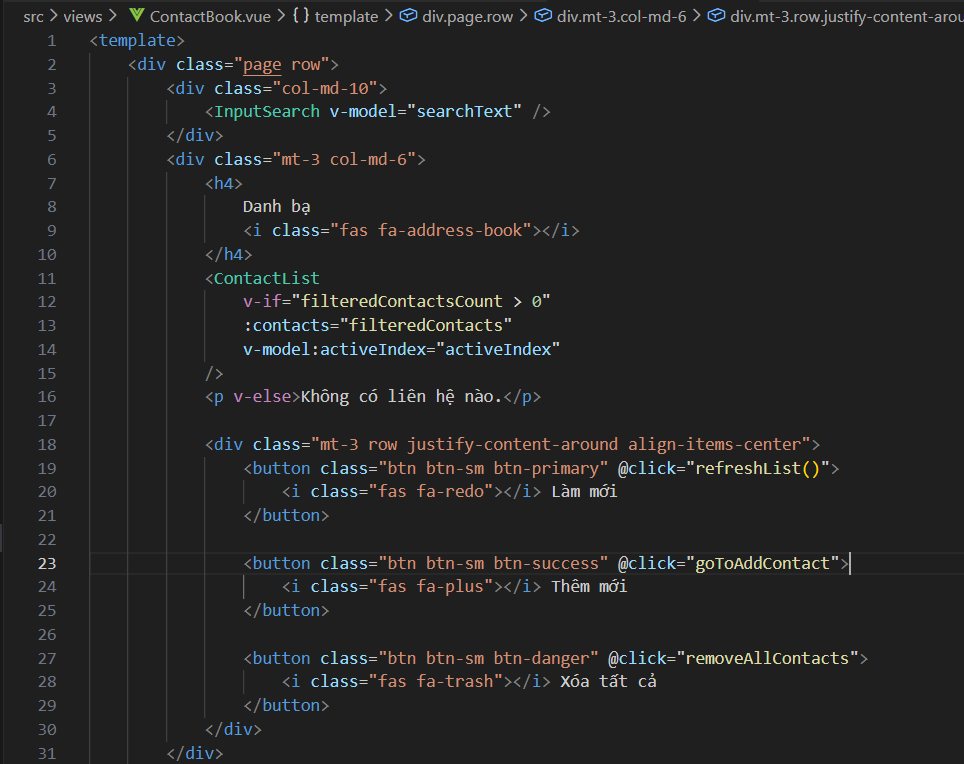 src > views > ContactBook.vue > {} template > div.page.row > div.mt-3.col-md-6 > div.mt-3.row.justify-content-arou
1 <template>
2 <div class="page row">
3 <div class="col-md-10">
4 <InputSearch v-model="searchText" />
5 </div>
6 <div class="mt-3 col-md-6">
7 <h4>
8 Danh bạ
9 <i class="fas fa-address-book"></i>
10 </h4>
11 <ContactList
12 v-if="filteredContactsCount > 0"
13 :contacts="filteredContacts"
14 v-model:activeIndex="activeIndex"
15 />
16 <p v-else>Không có liên hệ nào.</p>
17
18 <div class="mt-3 row justify-content-around align-items-center">
19 <button class="btn btn-sm btn-primary" @click="refreshList()">
20 <i class="fas fa-redo"></i> Làm mới
21 </button>
22
23 <button class="btn btn-sm btn-success" @click="goToAddContact">
24 <i class="fas fa-plus"></i> Thêm mới
25 </button>
26
27 <button class="btn btn-sm btn-danger" @click="removeAllContacts">
28 <i class="fas fa-trash"></i> Xóa tất cả
29 </button>
30 </div>
31 </div>